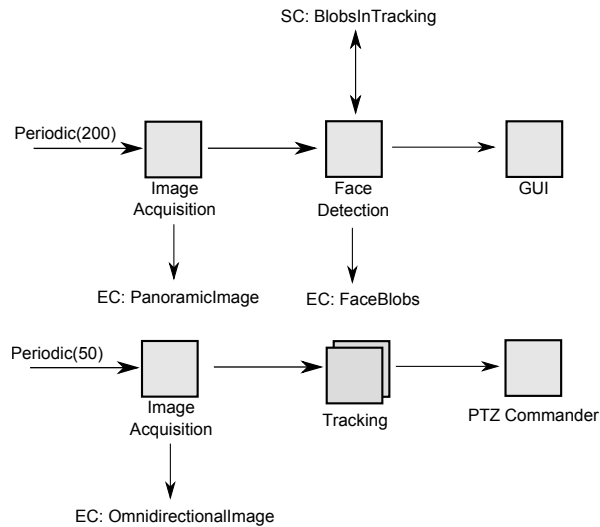 SC: BlobsInTracking
Periodic(200)
Image
Acquisition
Face
Detection
GUI
EC: PanoramicImage
EC: FaceBlobs
Periodic(50)
Image
Acquisition
Tracking
PTZ Commander
EC: OmnidirectionalImage